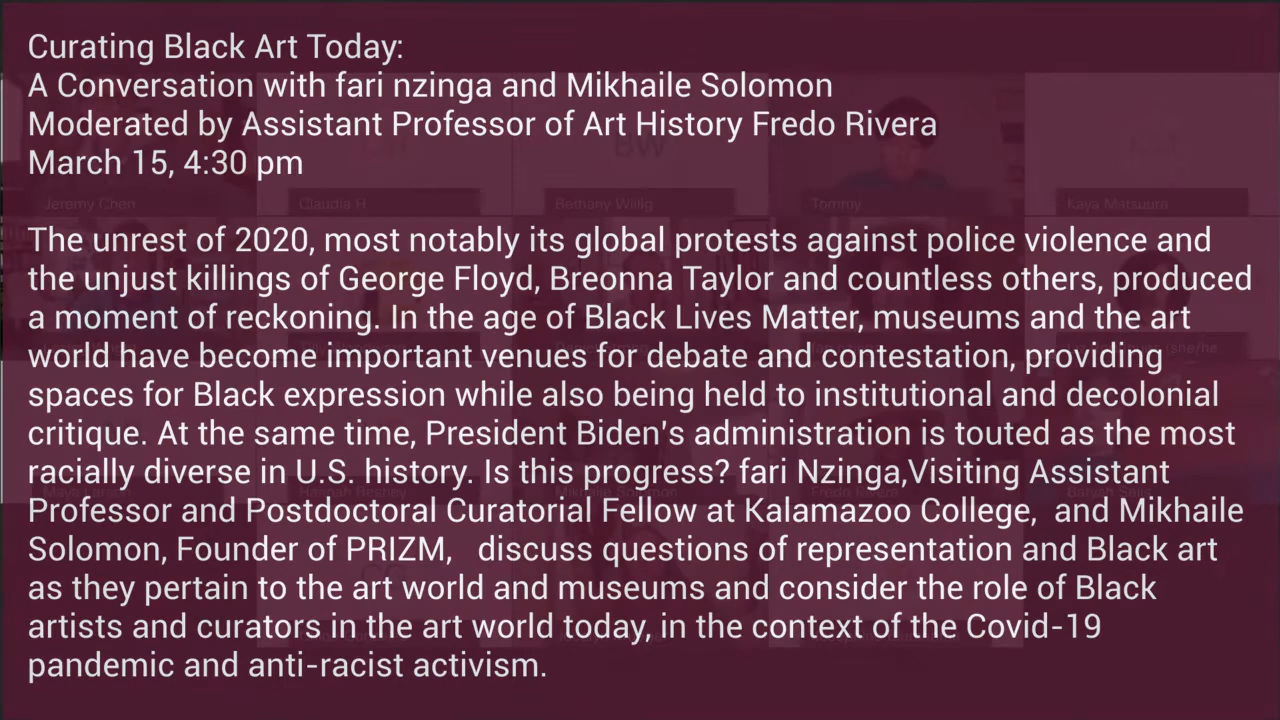 Curating Black Art Today:
A Conversation with fari nzinga and Mikhaile Solomon
Moderated by Assistant Professor of Art History Fredo Rivera
March 15, 4:30 pm
Jeremy Chen
Claudia H
Bethany Willig
Tommy
Kaya Matsuura
The unrest of 2020, most notably its global protests against police violence and
the unjust killings of George Floyd, Breonna Taylor and countless others, produced
a moment of reckoning. In the age of Black Lives Matter, museums and the art
world have become important venues for debate and contestation, providing
spaces for Black expression while also being held to institutional and decolonial
critique. At the same time, President Biden's administration is touted as the most
racially diverse in U.S. history. Is this progress? fari Nzinga,Visiting Assistant
Professor and Postdoctoral Curatorial Fellow at Kalamazoo College,  and Mikhaile
Solomon, Founder of PRIZM,   discuss questions of representation and Black art
as they pertain to the art world and museums and consider the role of Black
artists and curators in the art world today, in the context of the Covid-19
pandemic and anti-racist activism.